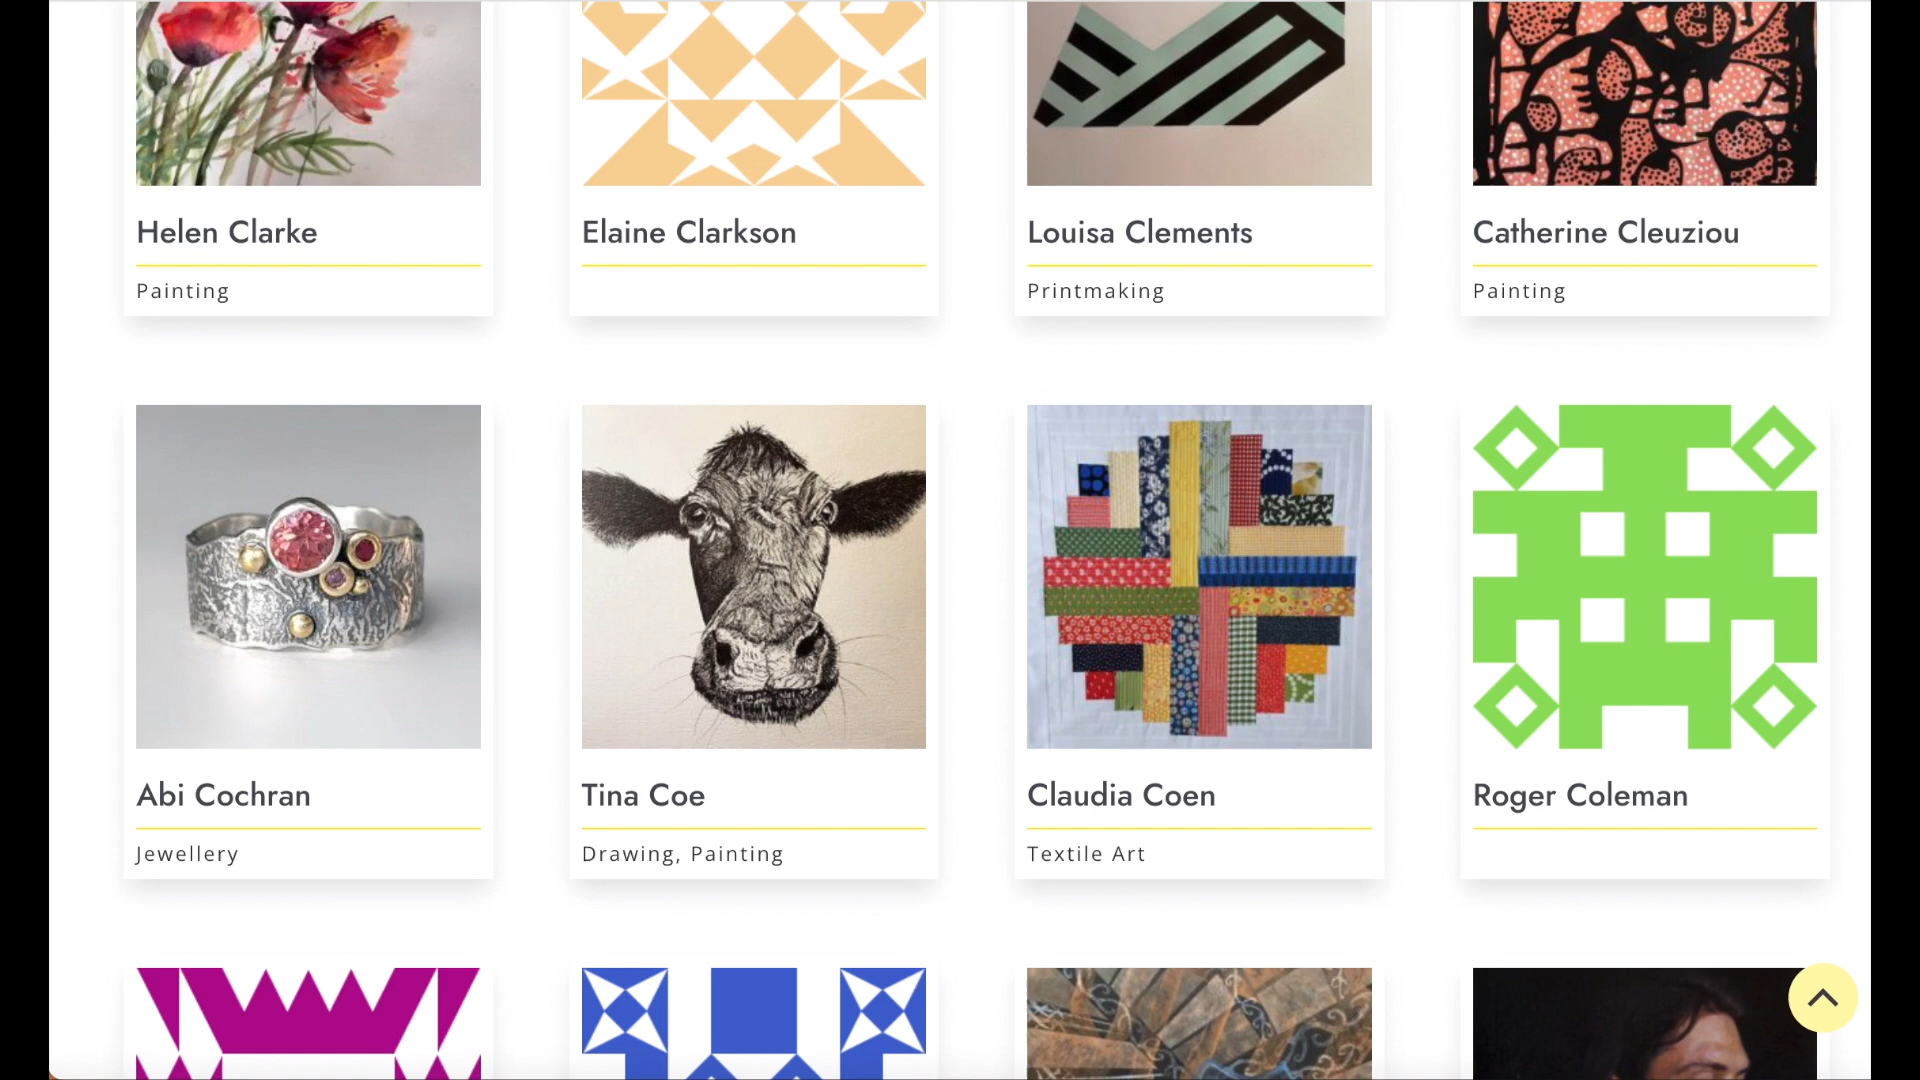 Helen Clarke
Elaine Clarkson
Louisa Clements
Catherine Cleuziou
Painting
Printmaking
Painting
Abi Cochran
Tina Coe
Claudia Coen
Roger Coleman
Jewellery
Drawing, Painting
Textile Art